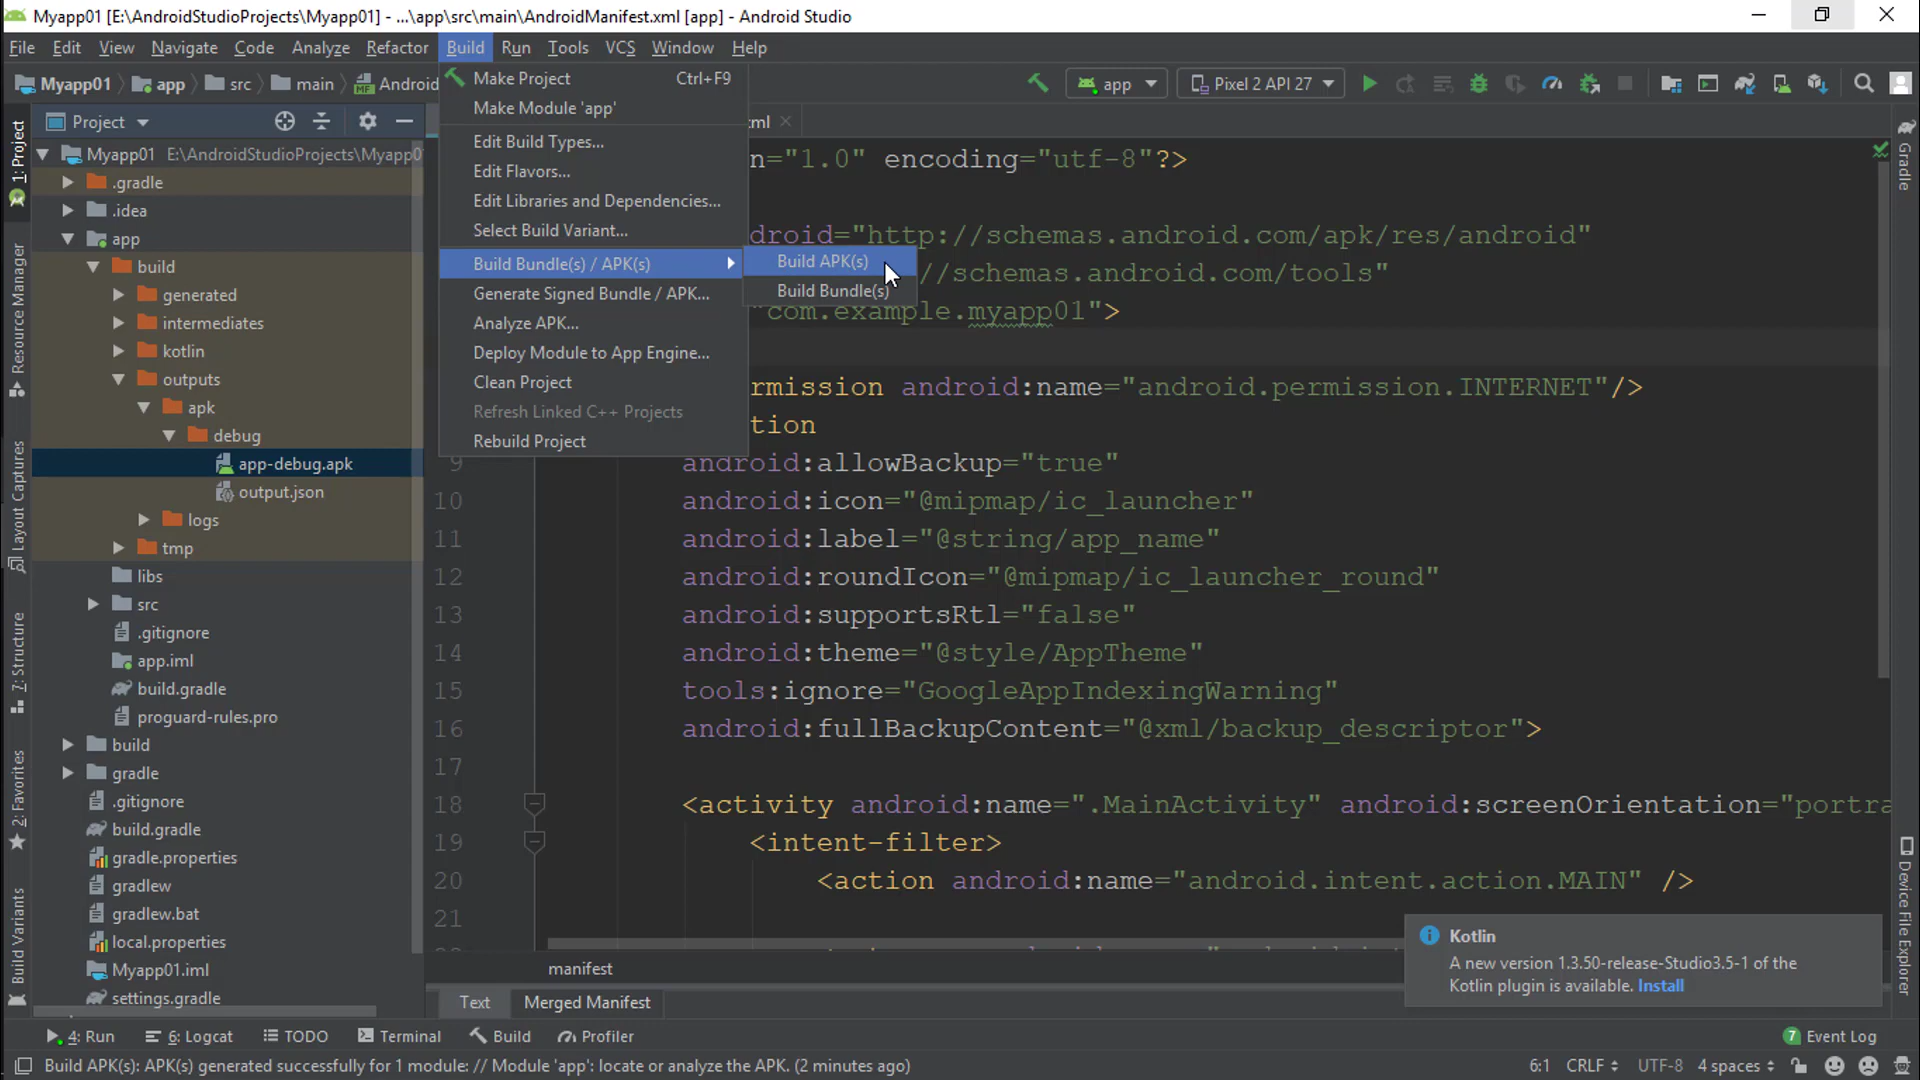 Myapp01 [E:\AndroidStudioProjects\Myapp01] - ...\app\src\main\AndroidManifest.xml [app] - Android Studio
File Edit View Navigate Code Analyze Refactor Build Run Tools VCS Window Help
Myapp01 app src main Android
app
Pixel 2 API 27
Make Project Ctrl+F9
Make Module 'app'
Edit Build Types...
Edit Flavors...
Edit Libraries and Dependencies...
Select Build Variant...
Build Bundle(s) / APK(s)
Generate Signed Bundle / APK...
Analyze APK...
Deploy Module to App Engine...
Clean Project
Refresh Linked C++ Projects
Rebuild Project
Build APK(s)
Build Bundle(s)
1: Project
Resource Manager
Layout Captures
7: Structure
2: Favorites
Build Variants
Project
Myapp01 E:\AndroidStudioProjects\Myapp0
.gradle
.idea
app
build
generated
intermediates
kotlin
outputs
apk
debug
app-debug.apk
output.json
logs
tmp
libs
src
.gitignore
app.iml
build.gradle
proguard-rules.pro
build
gradle
.gitignore
build.gradle
gradle.properties
gradlew
gradlew.bat
local.properties
Myapp01.iml
settings.gradle
ml
n="1.0" encoding="utf-8"?>
droid="http://schemas.android.com/apk/res/android"
//schemas.android.com/tools"
"com.example.myapp01">
rmission android:name="android.permission.INTERNET"/>
tion
9 android:allowBackup="true"
10 android:icon="@mipmap/ic_launcher"
11 android:label="@string/app_name"
12 android:roundIcon="@mipmap/ic_launcher_round"
13 android:supportsRtl="false"
14 android:theme="@style/AppTheme"
15 tools:ignore="GoogleAppIndexingWarning"
16 android:fullBackupContent="@xml/backup_descriptor">
17
18 <activity android:name=".MainActivity" android:screenOrientation="portra
19 <intent-filter>
20 <action android:name="android.intent.action.MAIN" />
21
manifest
Text Merged Manifest
Gradle
Device File Explorer
Kotlin
A new version 1.3.50-release-Studio3.5-1 of the
Kotlin plugin is available. Install
4: Run 6: Logcat TODO Terminal Build Profiler
7 Event Log
Build APK(s): APK(s) generated successfully for 1 module: // Module 'app': locate or analyze the APK. (2 minutes ago)
6:1 CRLF UTF-8 4 spaces